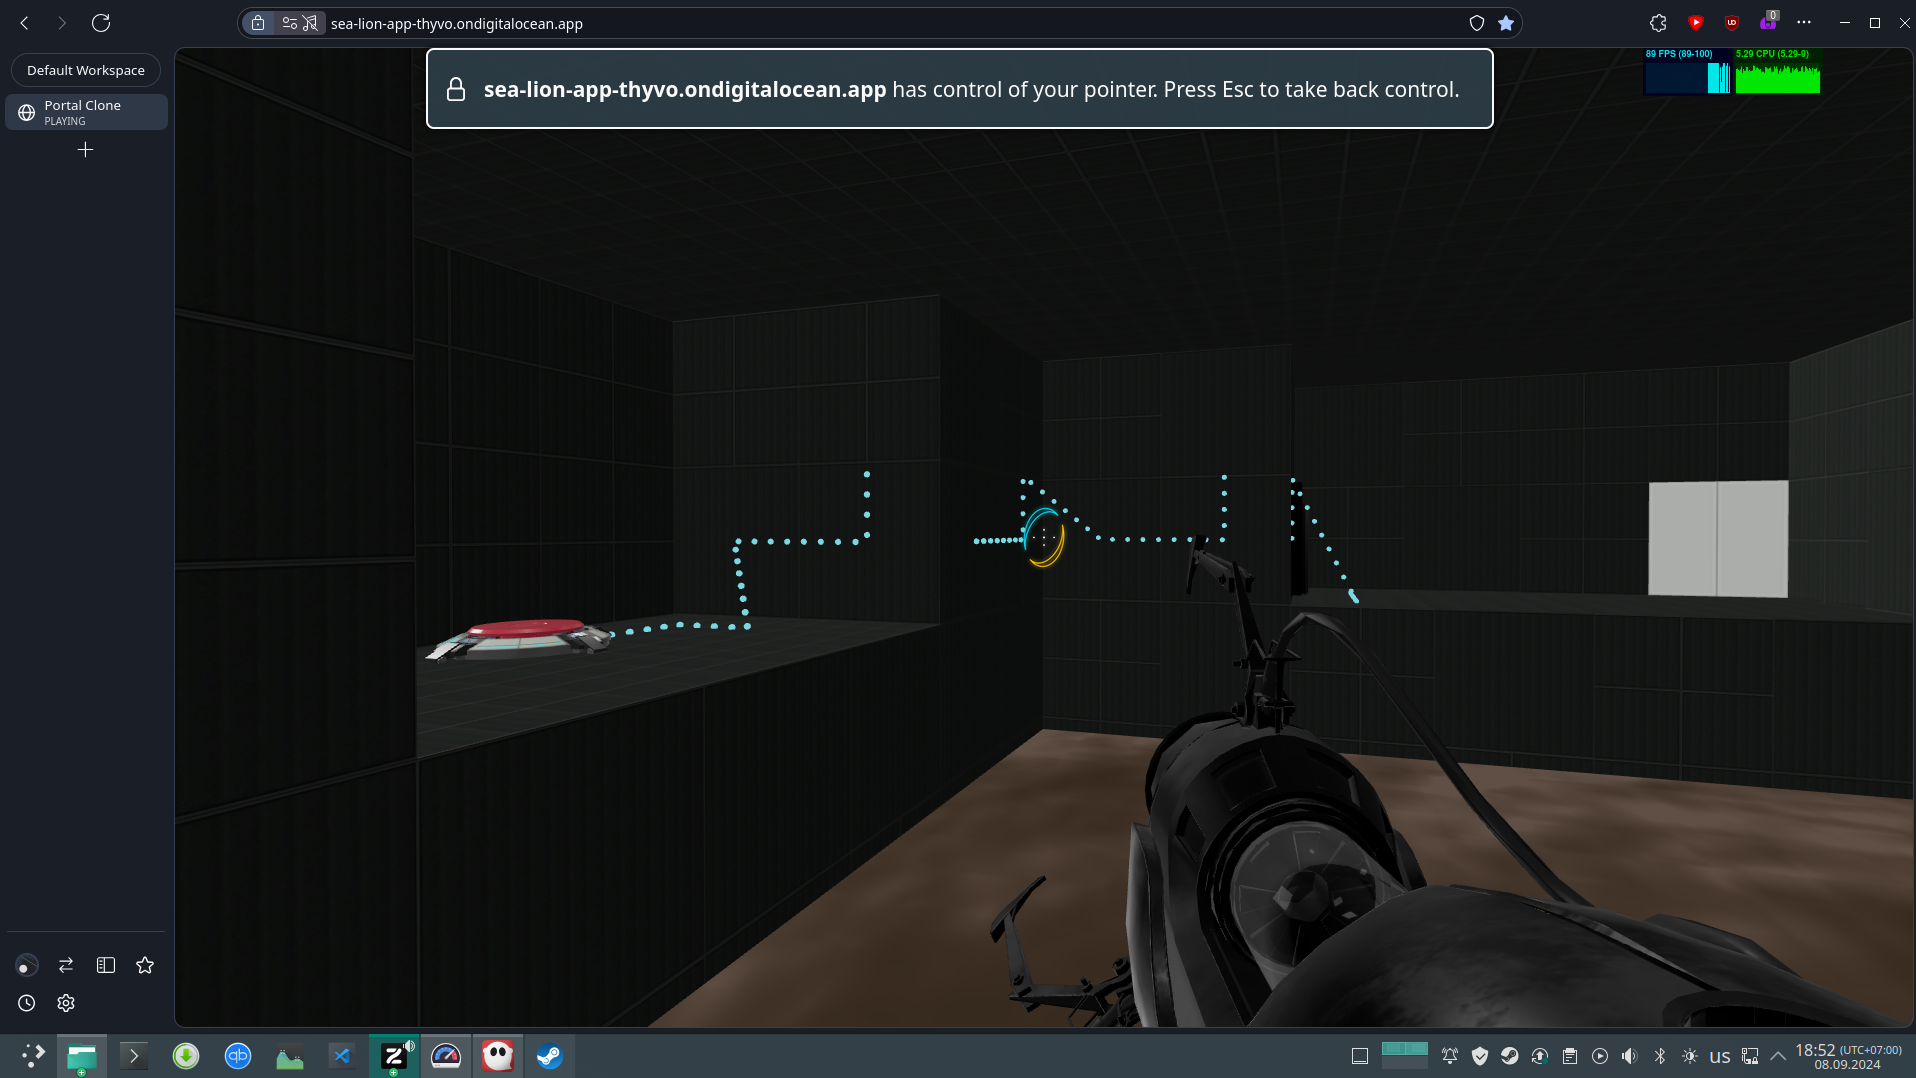 sea-lion-app-thyvo.ondigitalocean.app
0
Default Workspace
Portal Clone
PLAYING
89 FPS (89-100)
5.29 CPU (5.29-9)
sea-lion-app-thyvo.ondigitalocean.app has control of your pointer. Press Esc to take back control.
us
18:52 (UTC+07:00)
08.09.2024